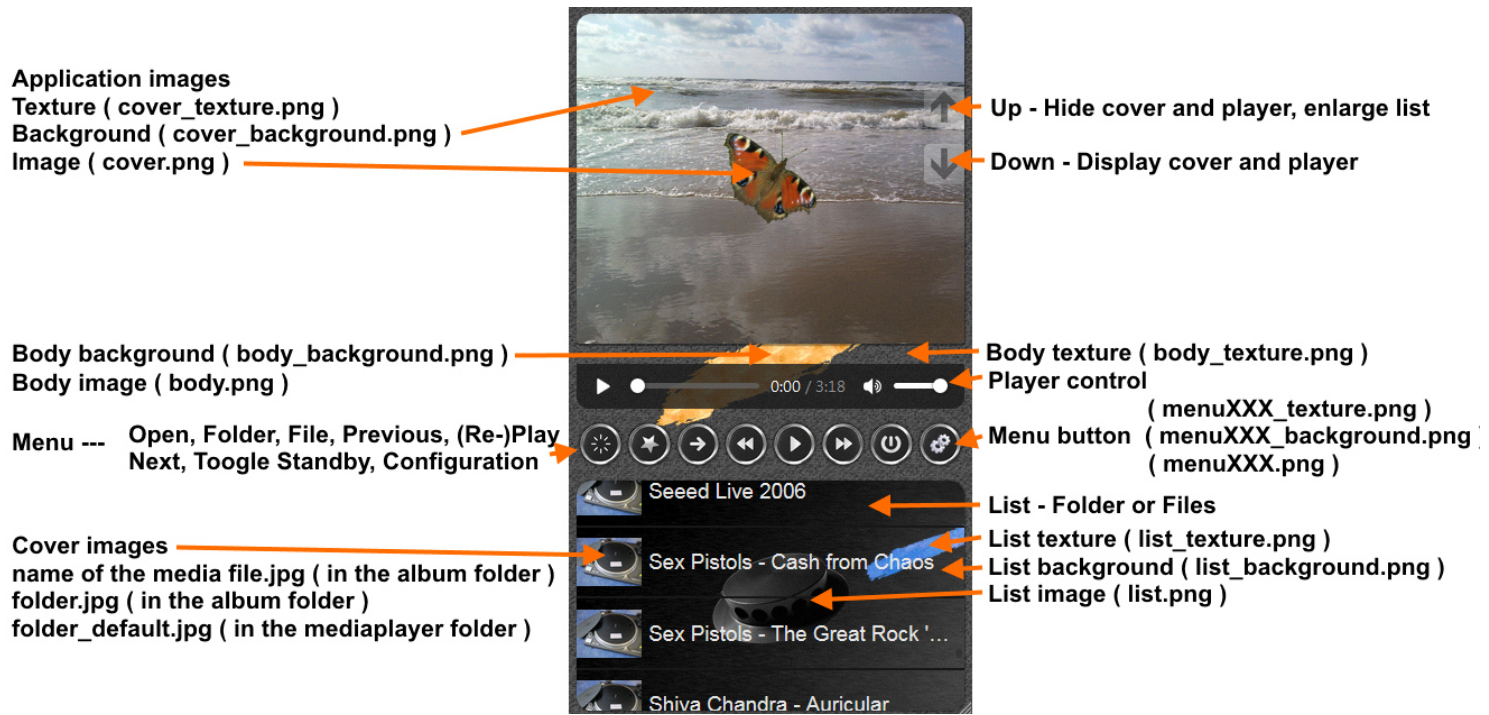 Application images
Texture ( cover_texture.png )
Background ( cover_background.png )
Image ( cover.png )
Up - Hide cover and player, enlarge list
Down - Display cover and player
Body background ( body_background.png )
Body image ( body.png )
Body texture ( body_texture.png )
Player control
0:00 / 3:18
Menu --- Open, Folder, File, Previous, (Re-)Play
Next, Toogle Standby, Configuration
( menuXXX_texture.png )
Menu button ( menuXXX_background.png )
( menuXXX.png )
Seeed Live 2006
Sex Pistols - Cash from Chaos
Sex Pistols - The Great Rock '...
Shiva Chandra - Auricular
List - Folder or Files
List texture ( list_texture.png )
List background ( list_background.png )
List image ( list.png )
Cover images
name of the media file.jpg ( in the album folder )
folder.jpg ( in the album folder )
folder_default.jpg ( in the mediaplayer folder )